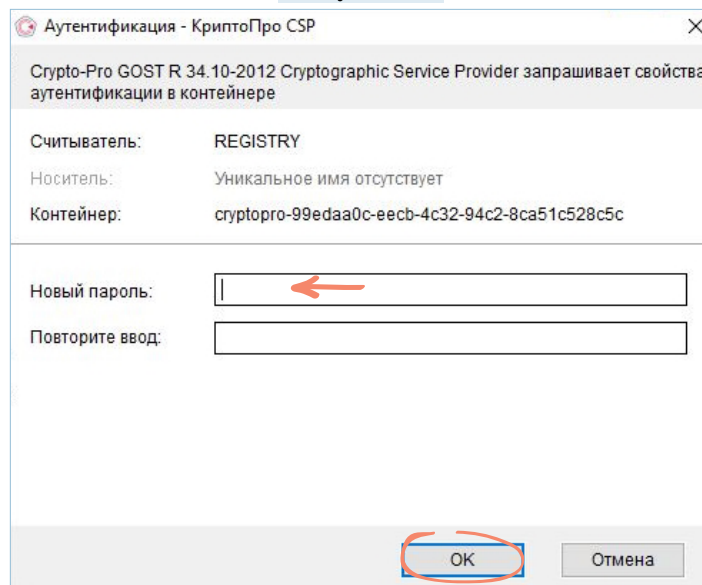 Аутентификация - КриптоПро CSP
Crypto-Pro GOST R 34.10-2012 Cryptographic Service Provider запрашивает свойства
аутентификации в контейнере
Считыватель: REGISTRY
Носитель: Уникальное имя отсутствует
Контейнер: cryptopro-99edaa0c-eecb-4c32-94c2-8ca51c528c5c
Новый пароль:
Повторите ввод:
OK Отмена